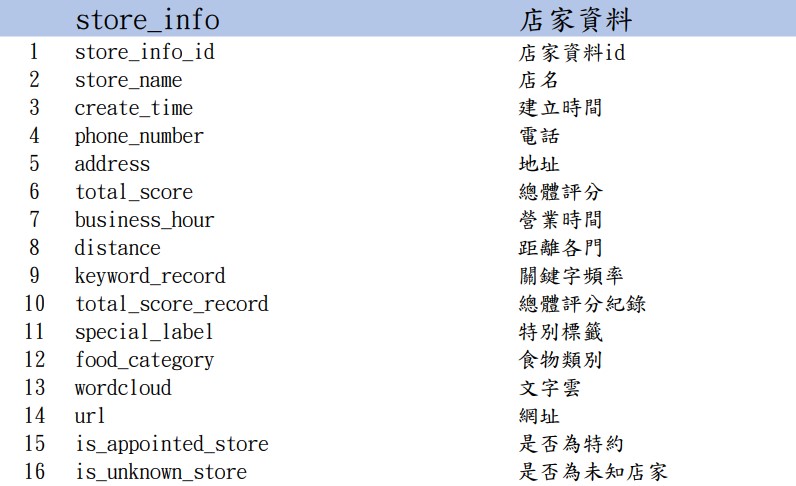 store_info 店家資料
1 store_info_id 店家資料id
2 store_name 店名
3 create_time 建立時間
4 phone_number 電話
5 address 地址
6 total_score 總體評分
7 business_hour 營業時間
8 distance 距離各門
9 keyword_record 關鍵字頻率
10 total_score_record 總體評分紀錄
11 special_label 特別標籤
12 food_category 食物類別
13 wordcloud 文字雲
14 url 網址
15 is_appointed_store 是否為特約
16 is_unknown_store 是否為未知店家